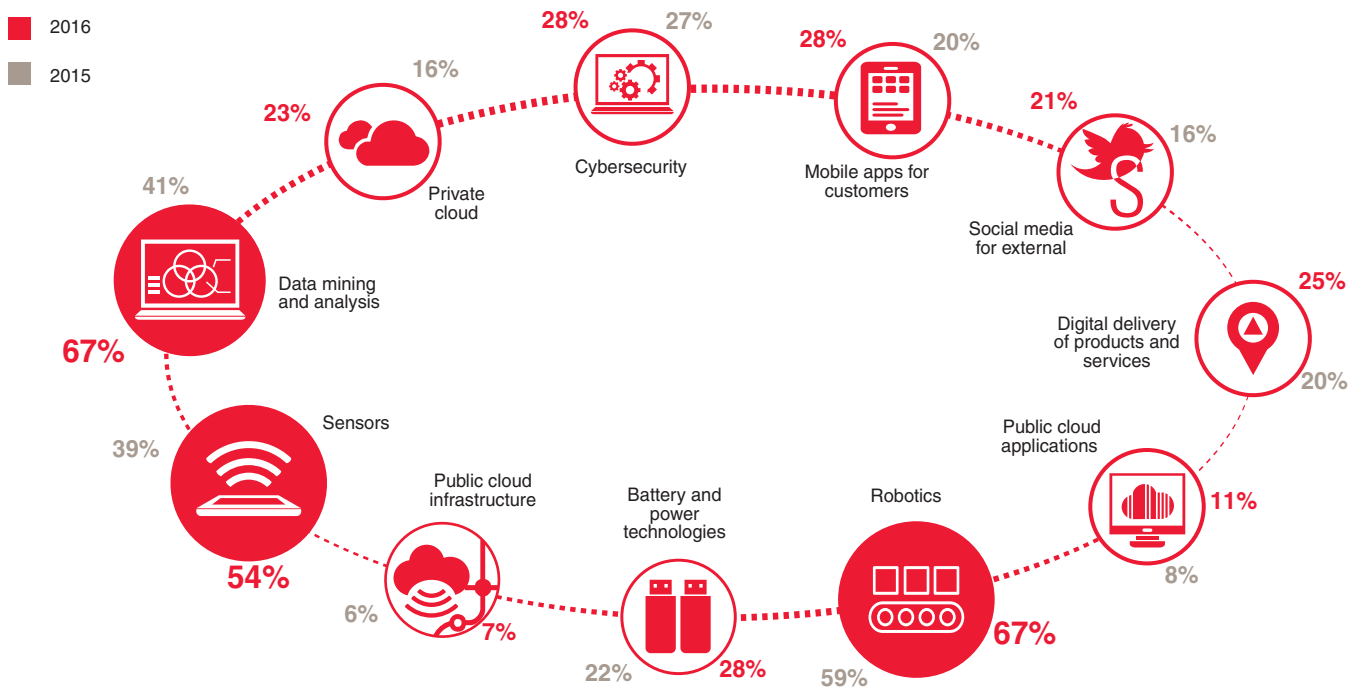 2016
2015
28%
27%
Cybersecurity
28%
20%
Mobile apps for
customers
21%
16%
Social media
for external
25%
20%
Digital delivery
of products and
services
Public cloud
applications
11%
8%
Robotics
67%
59%
Battery and
power
technologies
22%
28%
Public cloud
infrastructure
6%
7%
Sensors
39%
54%
41%
Data mining
and analysis
67%
16%
23%
Private
cloud